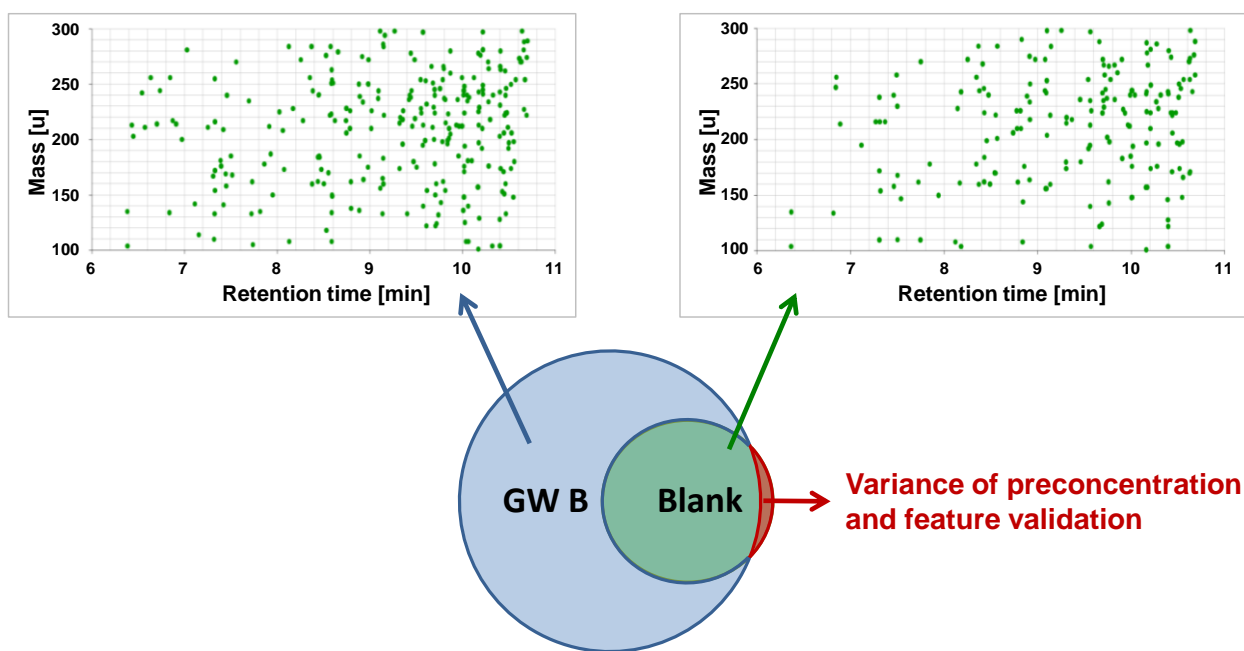 300
250
200
150
100
Mass [u]
6 7 8 9 10 11
Retention time [min]
300
250
200
150
100
Mass [u]
6 7 8 9 10 11
Retention time [min]
GW B
Blank
Variance of preconcentration
and feature validation